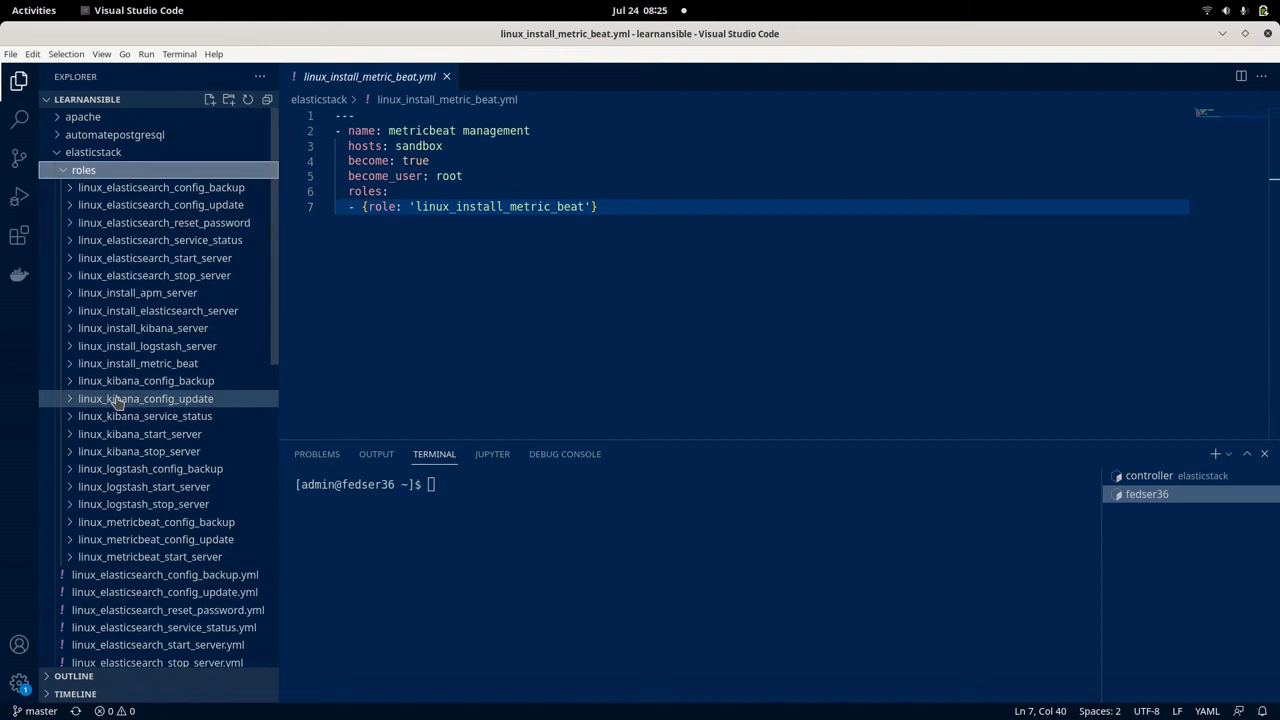 Activities
Visual Studio Code
Jul 24 08:25
linux_install_metric_beat.yml - learnansible - Visual Studio Code
File Edit Selection View Go Run Terminal Help
EXPLORER
LEARNANSIBLE
apache
automatepostgresql
elasticstack
roles
linux_elasticsearch_config_backup
linux_elasticsearch_config_update
linux_elasticsearch_reset_password
linux_elasticsearch_service_status
linux_elasticsearch_start_server
linux_elasticsearch_stop_server
linux_install_apm_server
linux_install_elasticsearch_server
linux_install_kibana_server
linux_install_logstash_server
linux_install_metric_beat
linux_kibana_config_backup
linux_kibana_config_update
linux_kibana_service_status
linux_kibana_start_server
linux_kibana_stop_server
linux_logstash_config_backup
linux_logstash_start_server
linux_logstash_stop_server
linux_metricbeat_config_backup
linux_metricbeat_config_update
linux_metricbeat_start_server
! linux_elasticsearch_config_backup.yml
! linux_elasticsearch_config_update.yml
! linux_elasticsearch_reset_password.yml
! linux_elasticsearch_service_status.yml
! linux_elasticsearch_start_server.yml
! linux_elasticsearch_stop_server.yml
OUTLINE
TIMELINE
! linux_install_metric_beat.yml
elasticstack > ! linux_install_metric_beat.yml
1 ---
2 - name: metricbeat management
3 hosts: sandbox
4 become: true
5 become_user: root
6 roles:
7 - {role: 'linux_install_metric_beat'}
PROBLEMS OUTPUT TERMINAL JUPYTER DEBUG CONSOLE
[admin@fedser36 ~]$
controller elasticstack
fedser36
1
master 0 0
Ln 7, Col 40 Spaces: 2 UTF-8 LF YAML